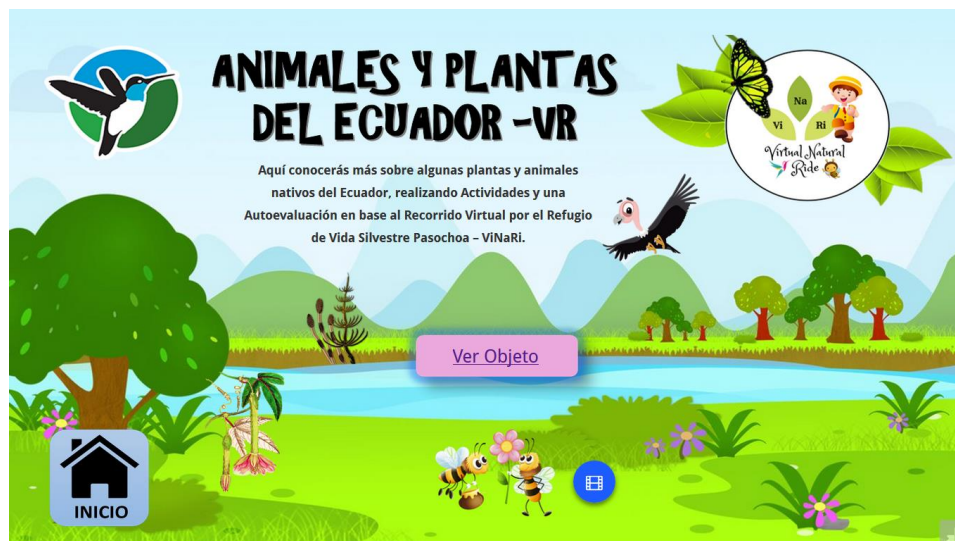 ANIMALES Y PLANTAS
DEL ECUADOR -VR
Aquí conocerás más sobre algunas plantas y animales
nativos del Ecuador, realizando Actividades y una
Autoevaluación en base al Recorrido Virtual por el Refugio
de Vida Silvestre Pasochoa – ViNaRi.
Na
Vi
Ri
Virtual Natural
Ride
Ver Objeto
INICIO